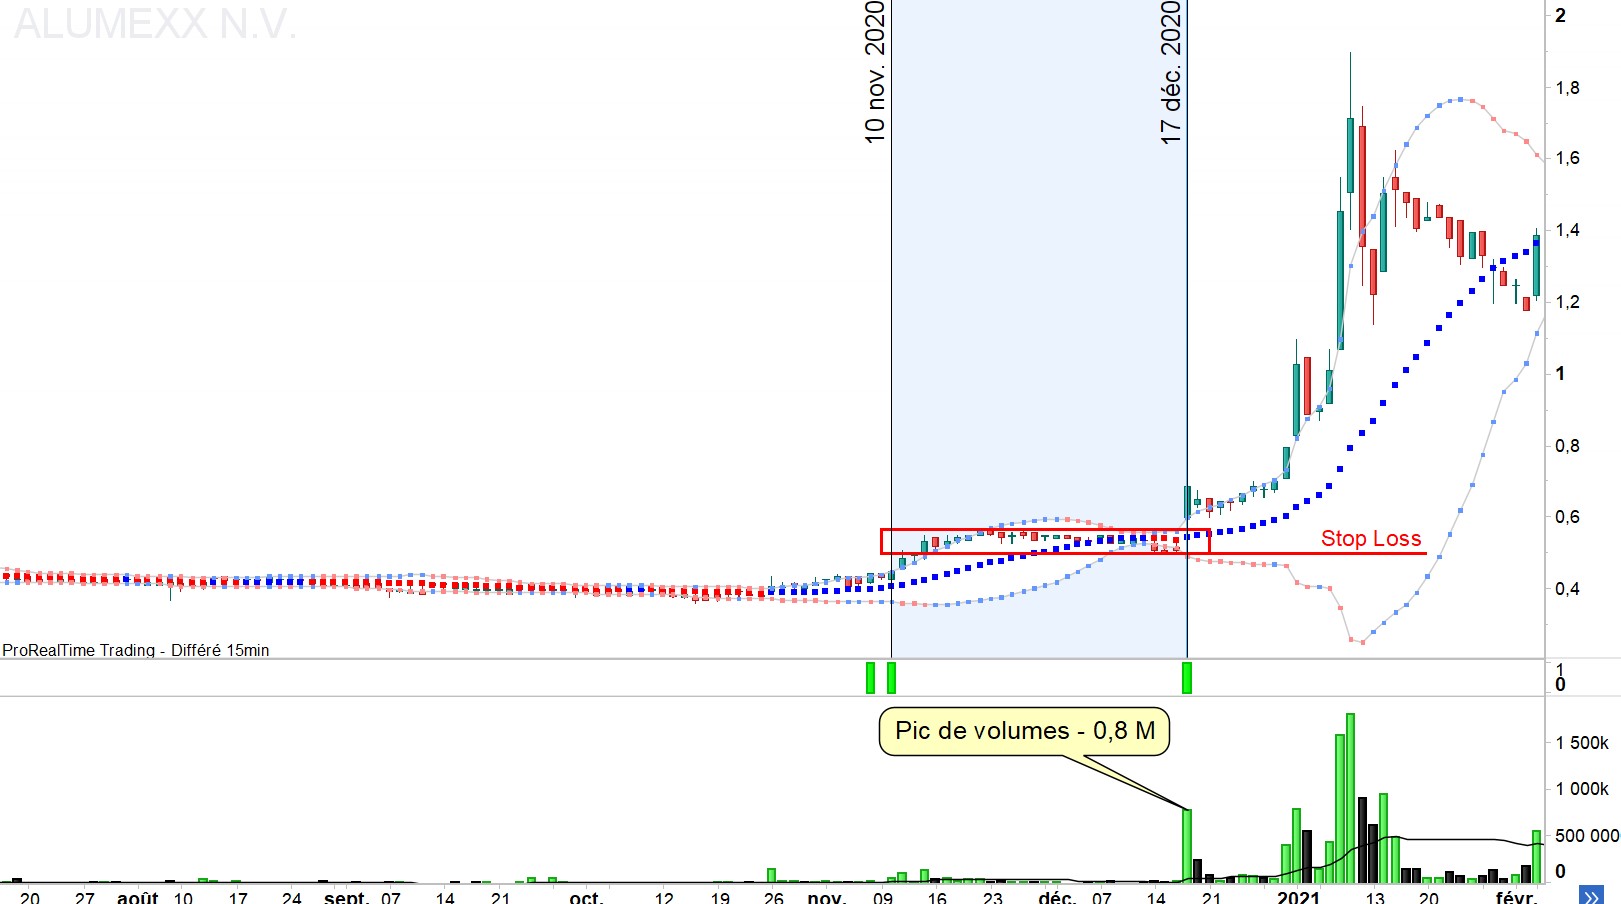 ALUMEXX N.V.
10 nov. 2020
17 déc. 2020
2
1,8
1,6
1,4
1,2
1
0,8
0,6
Stop Loss
0,4
ProRealTime Trading - Différé 15min
1
0
Pic de volumes - 0,8 M
1 500k
1 000k
500 000
0
20 27 août 10 17 24 sept. 07 14 21 oct. 12 19 26 nov. 09 16 23 déc. 07 14 21 2021 13 20 févr.